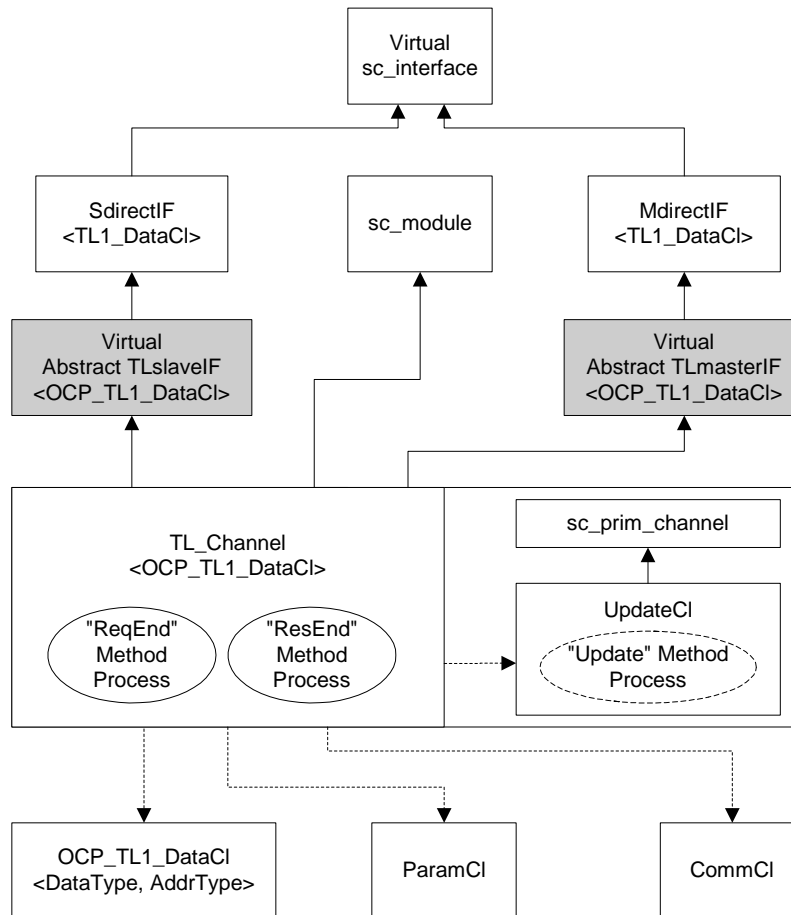 Virtual
sc_interface
SdirectIF
<TL1_DataCl>
sc_module
MdirectIF
<TL1_DataCl>
Virtual
Abstract TLslaveIF
<OCP_TL1_DataCl>
Virtual
Abstract TLmasterIF
<OCP_TL1_DataCl>
TL_Channel
<OCP_TL1_DataCl>
"ReqEnd"
Method
Process
"ResEnd"
Method
Process
sc_prim_channel
UpdateCl
"Update" Method
Process
OCP_TL1_DataCl
<DataType, AddrType>
ParamCl
CommCl